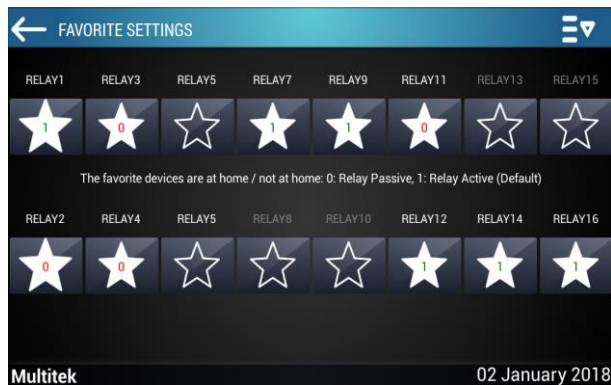 FAVORITE SETTINGS
RELAY1 RELAY3 RELAY5 RELAY7 RELAY9 RELAY11 RELAY13 RELAY15
1 0 1 1 0
The favorite devices are at home / not at home: 0: Relay Passive, 1: Relay Active (Default)
RELAY2 RELAY4 RELAY5 RELAY8 RELAY10 RELAY12 RELAY14 RELAY16
0 0 1 1 1
Multitek 02 January 2018